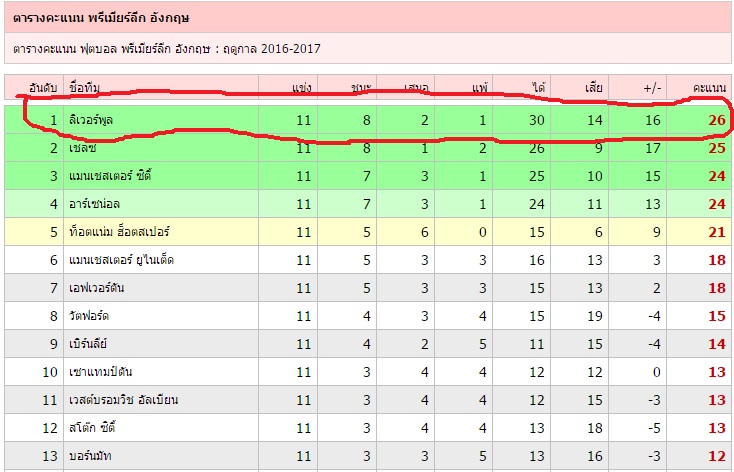 ตารางคะแนน พรีเมียร์ลีก อังกฤษ
ตารางคะแนน ฟุตบอล พรีเมียร์ลีก อังกฤษ : ฤดูกาล 2016-2017
อันดับ ชื่อทีม แข่ง ชนะ เสมอ แพ้ ได้ เสีย +/- คะแนน
1 ลิเวอร์พูล 11 8 2 1 30 14 16 26
2 เชลซี 11 8 1 2 26 9 17 25
3 แมนเชสเตอร์ ซิตี้ 11 7 3 1 25 10 15 24
4 อาร์เซน่อล 11 7 3 1 24 11 13 24
5 ท็อตแน่ม ฮ็อตสเปอร์ 11 5 6 0 15 6 9 21
6 แมนเชสเตอร์ ยูไนเต็ด 11 5 3 3 16 13 3 18
7 เอฟเวอร์ตัน 11 5 3 3 15 13 2 18
8 วัตฟอร์ด 11 4 3 4 15 19 -4 15
9 เบิร์นลีย์ 11 4 2 5 11 15 -4 14
10 เซาแทมป์ตัน 11 3 4 4 12 12 0 13
11 เวสต์บรอมวิช อัลเบียน 11 3 4 4 12 15 -3 13
12 สโต๊ก ซิตี้ 11 3 4 4 13 18 -5 13
13 บอร์นมัท 11 3 3 5 13 16 -3 12